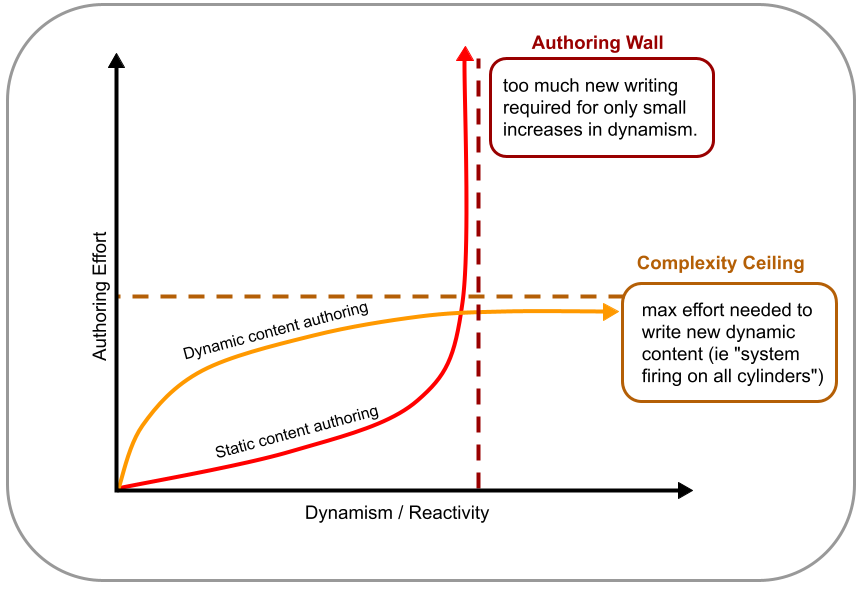 Authoring Wall
too much new writing
required for only small
increases in dynamism.
Complexity Ceiling
max effort needed to
write new dynamic
content (ie "system
firing on all cylinders")
Authoring Effort
Dynamic content authoring
Static content authoring
Dynamism / Reactivity